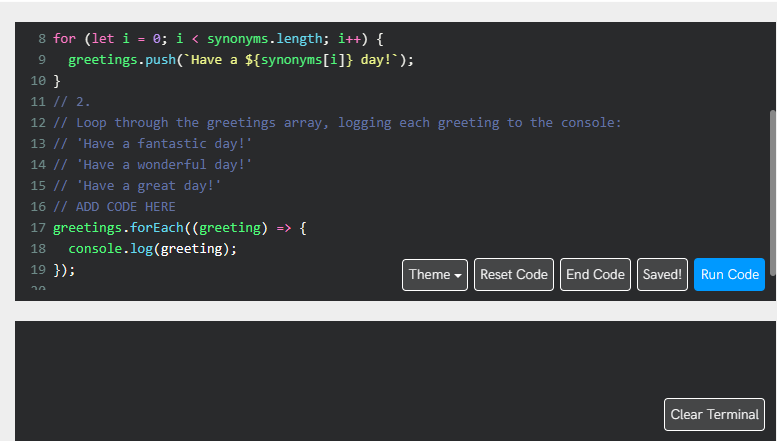 8 for (let i = 0; i < synonyms.length; i++) {
9   greetings.push(`Have a ${synonyms[i]} day!`);
10 }
11 // 2.
12 // Loop through the greetings array, logging each greeting to the console:
13 // 'Have a fantastic day!'
14 // 'Have a wonderful day!'
15 // 'Have a great day!'
16 // ADD CODE HERE
17 greetings.forEach((greeting) => {
18   console.log(greeting);
19 });
20
Theme
Reset Code
End Code
Saved!
Run Code
Clear Terminal